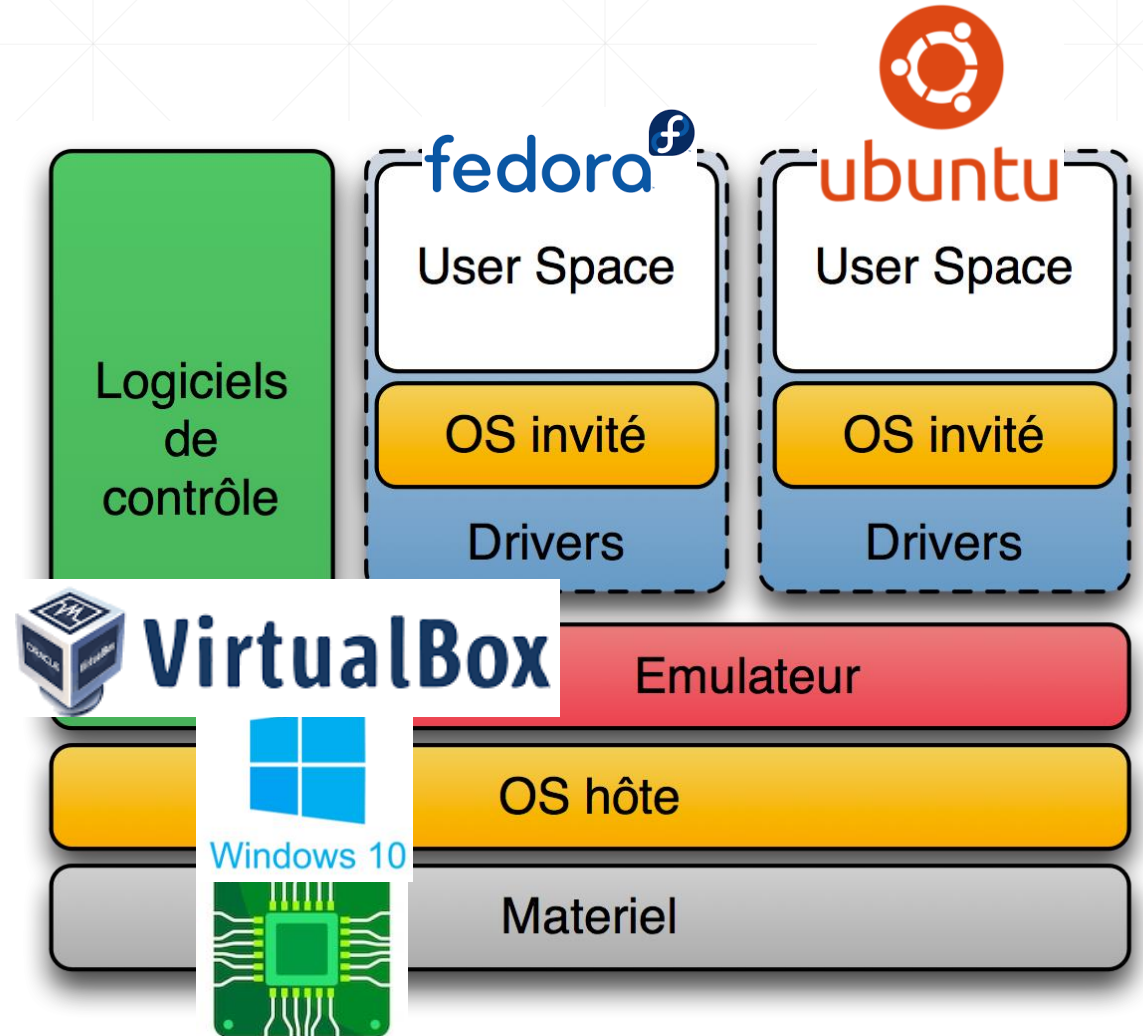 fedora
ubuntu
User Space
User Space
Logiciels
de
contrôle
OS invité
OS invité
Drivers
Drivers
VirtualBox
Emulateur
OS hôte
Windows 10
Materiel